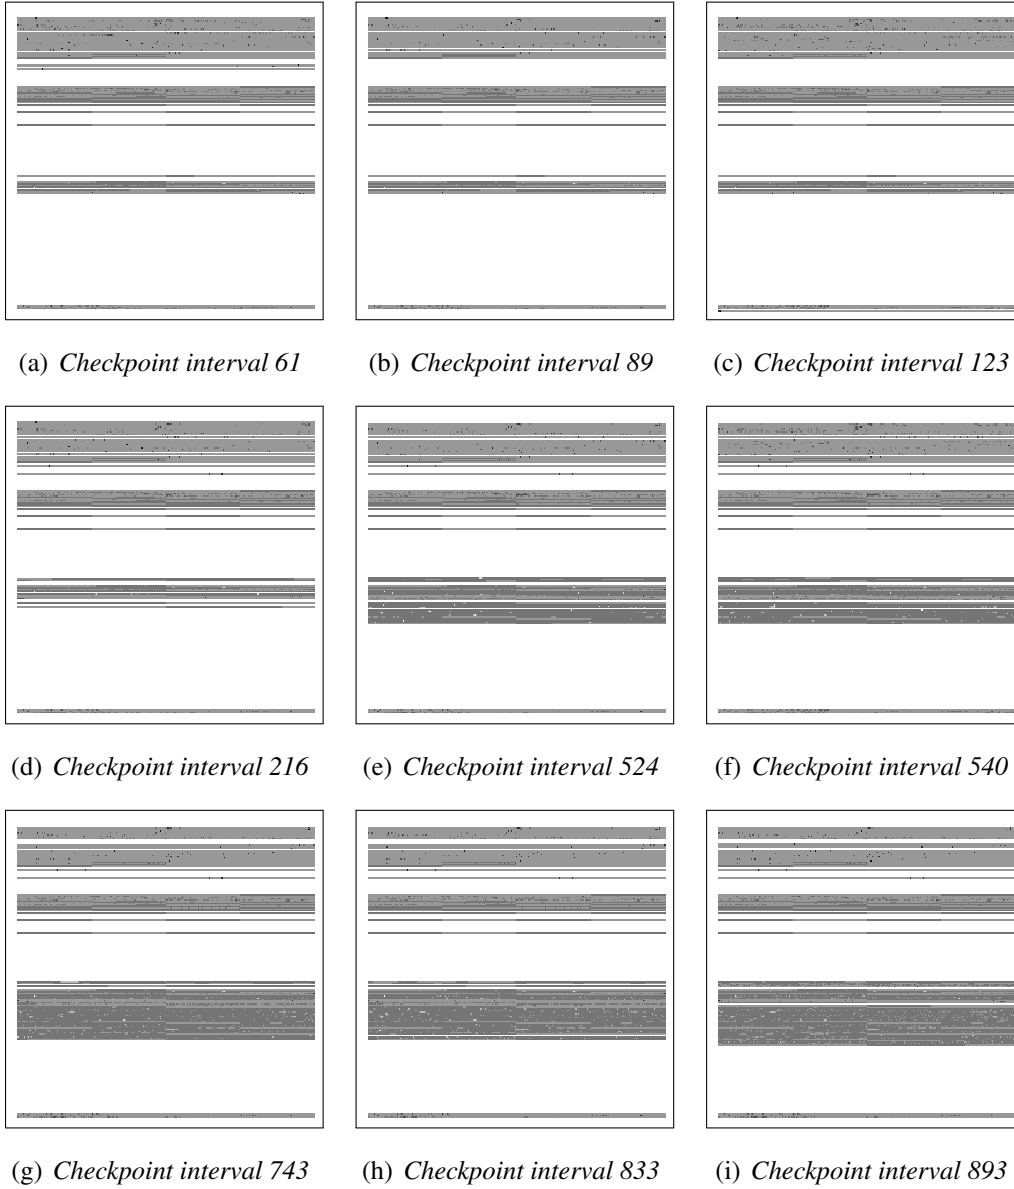 (a) Checkpoint interval 61
(b) Checkpoint interval 89
(c) Checkpoint interval 123
(d) Checkpoint interval 216
(e) Checkpoint interval 524
(f) Checkpoint interval 540
(g) Checkpoint interval 743
(h) Checkpoint interval 833
(i) Checkpoint interval 893